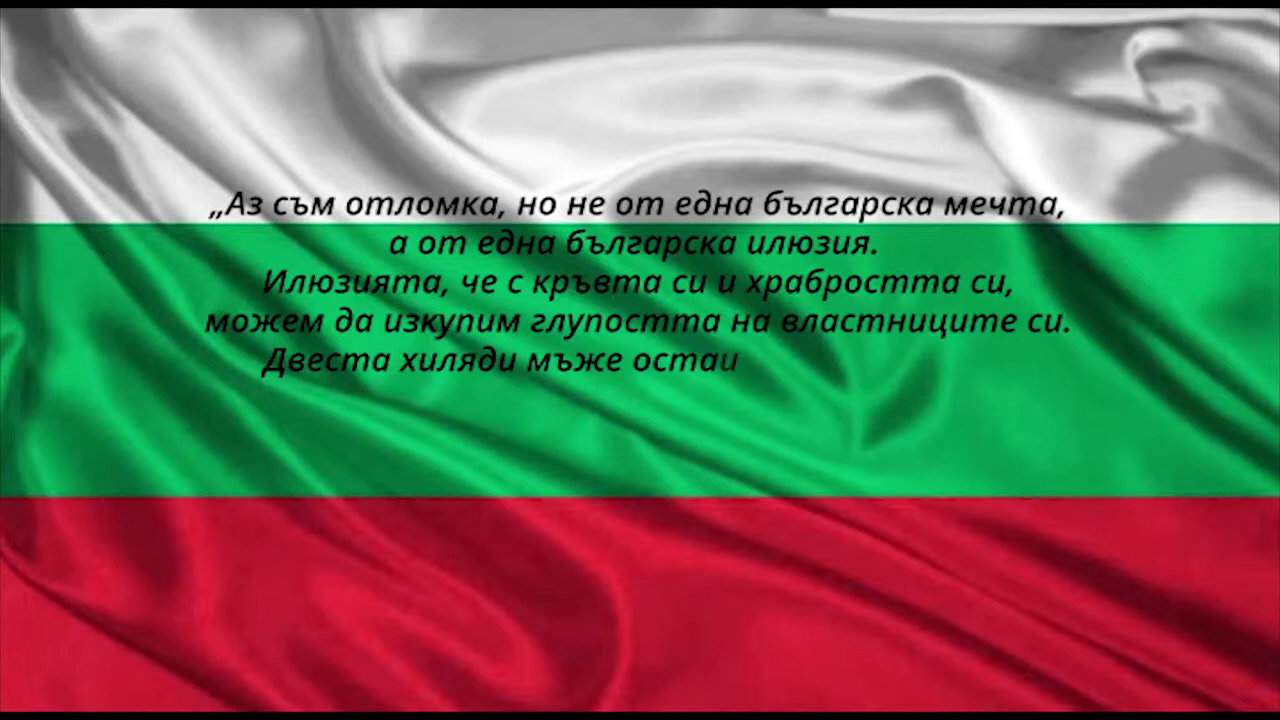 „Аз съм отломка, но не от една българска мечта,
а от една българска илюзия.
Илюзията, че с кръвта си и храбростта си,
можем да изкупим глупостта на властниците си.
Двеста хиляди мъже остаи